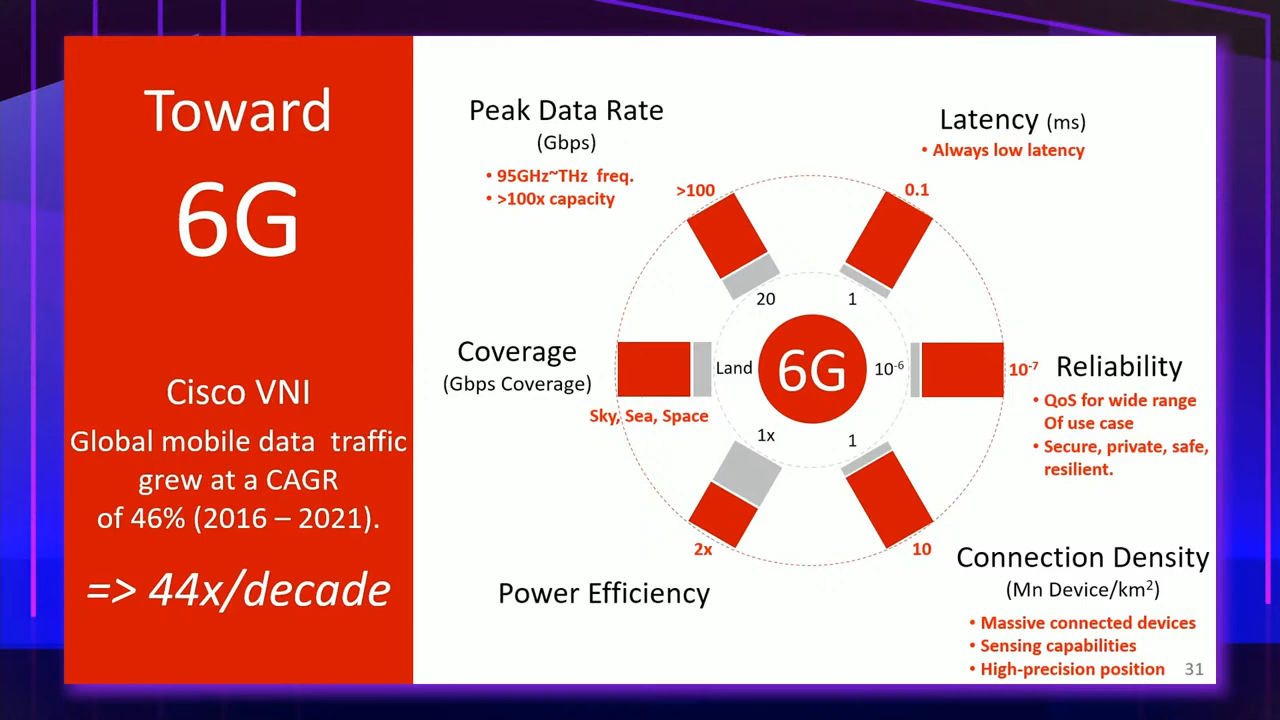 Toward
6G
Cisco VNI
Global mobile data traffic
grew at a CAGR
of 46% (2016 – 2021).
=> 44x/decade
Peak Data Rate
(Gbps)
• 95GHz~THz freq.
• >100x capacity
>100
20
Latency (ms)
• Always low latency
0.1
1
Coverage
(Gbps Coverage)
Land
Sky, Sea, Space
6G
10⁻⁶
10⁻⁷
Reliability
• QoS for wide range
Of use case
• Secure, private, safe,
resilient.
1x
2x
Power Efficiency
1
10
Connection Density
(Mn Device/km²)
• Massive connected devices
• Sensing capabilities
• High-precision position
31